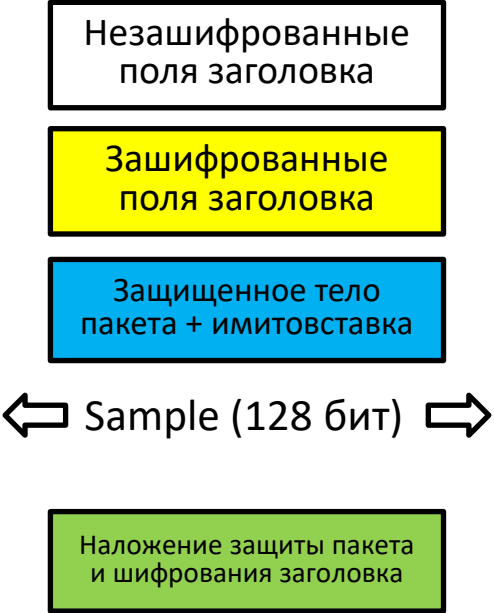 Незашифрованные
поля заголовка
Зашифрованные
поля заголовка
Защищенное тело
пакета + имитовставка
Sample (128 бит)
Наложение защиты пакета
и шифрования заголовка